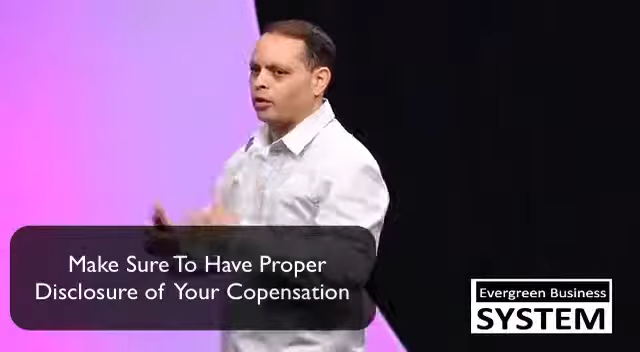 Make Sure To Have Proper
Disclosure of Your Copensation
Evergreen Business
SYSTEM